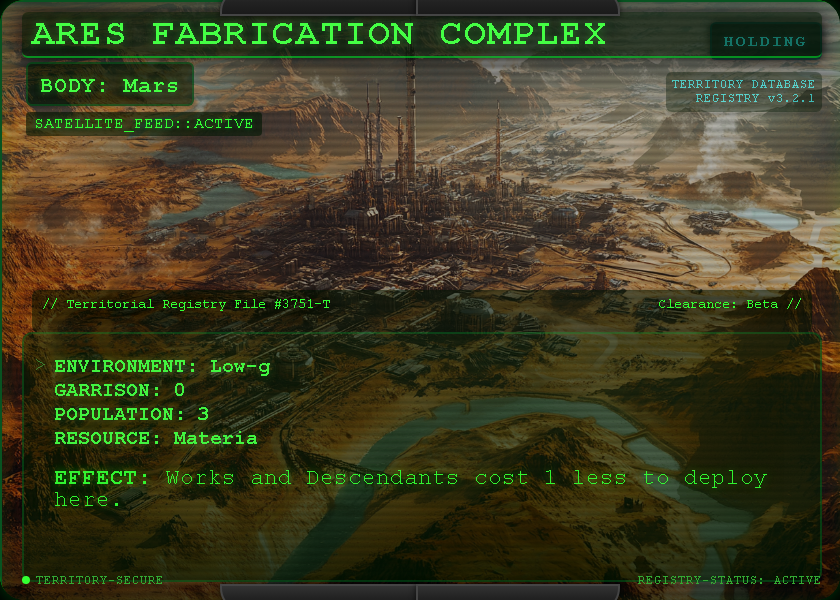 ARES FABRICATION COMPLEX
HOLDING
BODY: Mars
TERRITORY DATABASE
REGISTRY v3.2.1
SATELLITE_FEED::ACTIVE
// Territorial Registry File #3751-T
Clearance: Beta //
> ENVIRONMENT: Low-g
GARRISON: 0
POPULATION: 3
RESOURCE: Materia
EFFECT: Works and Descendants cost 1 less to deploy
here.
TERRITORY-SECURE
REGISTRY-STATUS: ACTIVE